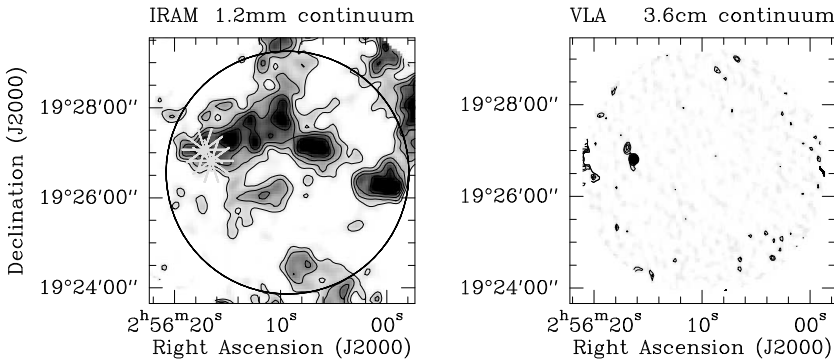 IRAM 1.2mm continuum
VLA 3.6cm continuum
Declination (J2000)
19°28'00''
19°26'00''
19°24'00''
2ʰ56ᵐ20ˢ 10ˢ 00ˢ
Right Ascension (J2000)
19°28'00''
19°26'00''
19°24'00''
2ʰ56ᵐ20ˢ 10ˢ 00ˢ
Right Ascension (J2000)